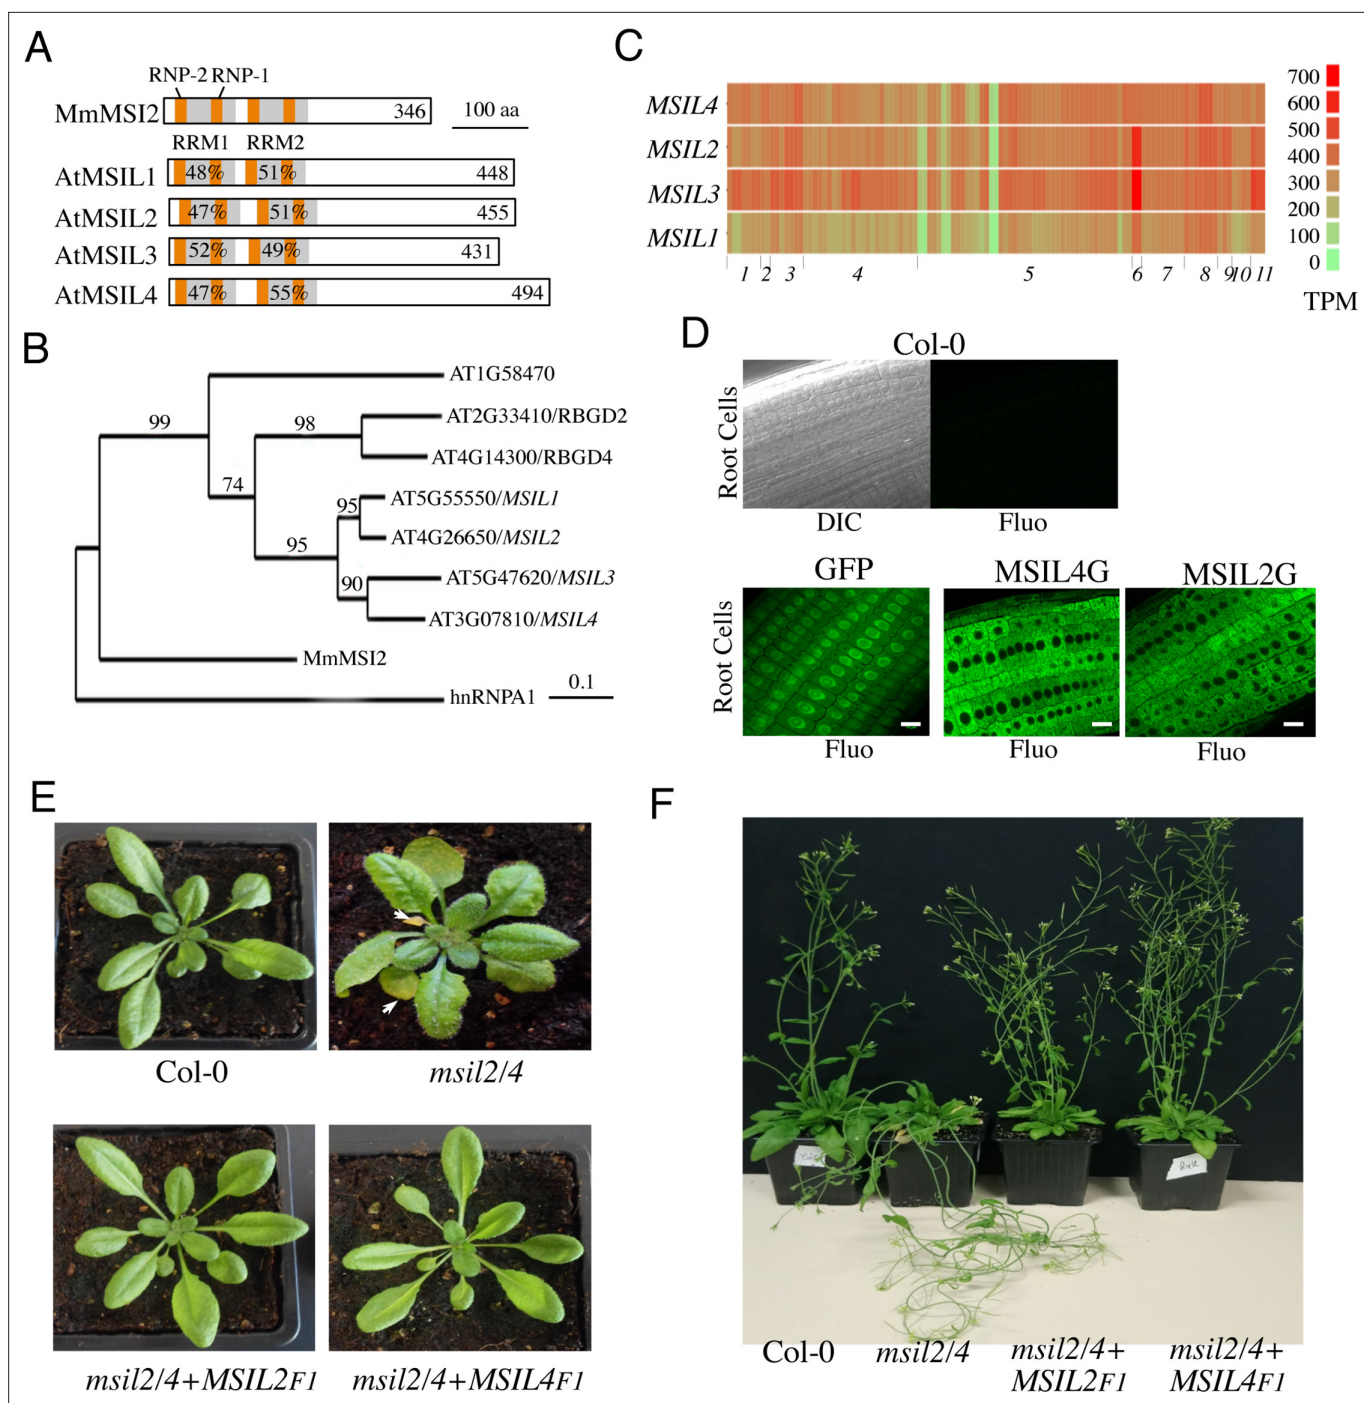 A
RNP-2 RNP-1
MmMSI2 346 100 aa
RRM1 RRM2
AtMSIL1 48% 51% 448
AtMSIL2 47% 51% 455
AtMSIL3 52% 49% 431
AtMSIL4 47% 55% 494
B
AT1G58470
99 98 AT2G33410/RBGD2
AT4G14300/RBGD4
74
95 AT5G55550/MSIL1
AT4G26650/MSIL2
95
90 AT5G47620/MSIL3
AT3G07810/MSIL4
MmMSI2
hnRNPA1 0.1
C
MSIL4
MSIL2
MSIL3
MSIL1
1 2 3 4 5 6 7 8 9 10 11
700
600
500
400
300
200
100
0
TPM
D
Col-0
Root Cells
DIC Fluo
GFP MSIL4G MSIL2G
Root Cells
Fluo Fluo Fluo
E
Col-0 msil2/4
msil2/4+MSIL2F1 msil2/4+MSIL4F1
F
Col-0 msil2/4 msil2/4+ msil2/4+
MSIL2F1 MSIL4F1